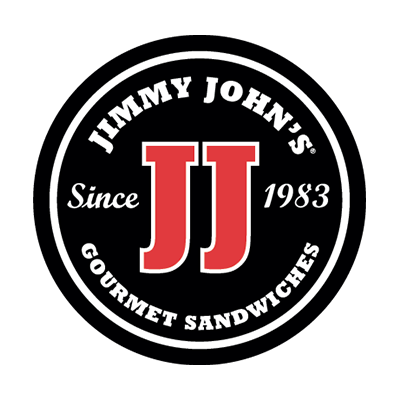 JIMMY JOHN'S®
Since JJ 1983
GOURMET SANDWICHES